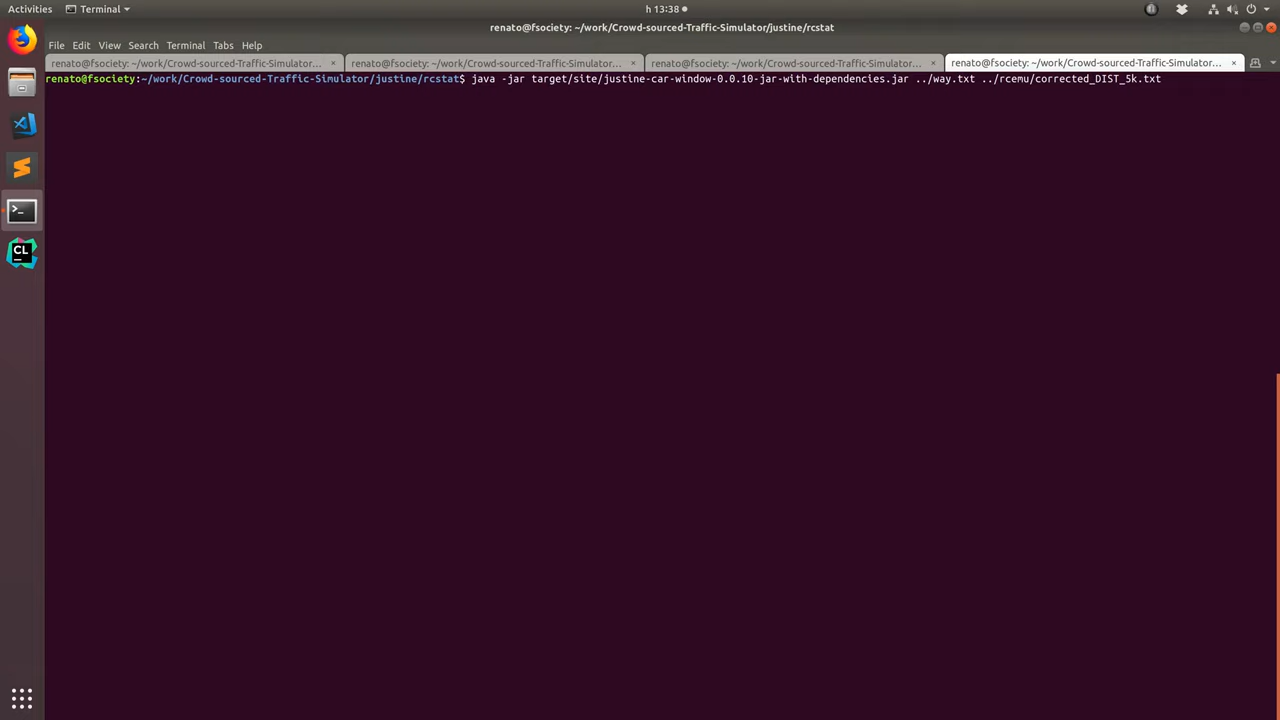 Activities
Terminal
h 13:38
renato@fsociety: ~/work/Crowd-sourced-Traffic-Simulator/justine/rcstat
File Edit View Search Terminal Tabs Help
renato@fsociety: ~/work/Crowd-sourced-Traffic-Simulator...
renato@fsociety: ~/work/Crowd-sourced-Traffic-Simulator...
renato@fsociety: ~/work/Crowd-sourced-Traffic-Simulator...
renato@fsociety: ~/work/Crowd-sourced-Traffic-Simulator...
renato@fsociety:~/work/Crowd-sourced-Traffic-Simulator/justine/rcstat$ java -jar target/site/justine-car-window-0.0.10-jar-with-dependencies.jar ../way.txt ../rcemu/corrected_DIST_5k.txt
>_
CL